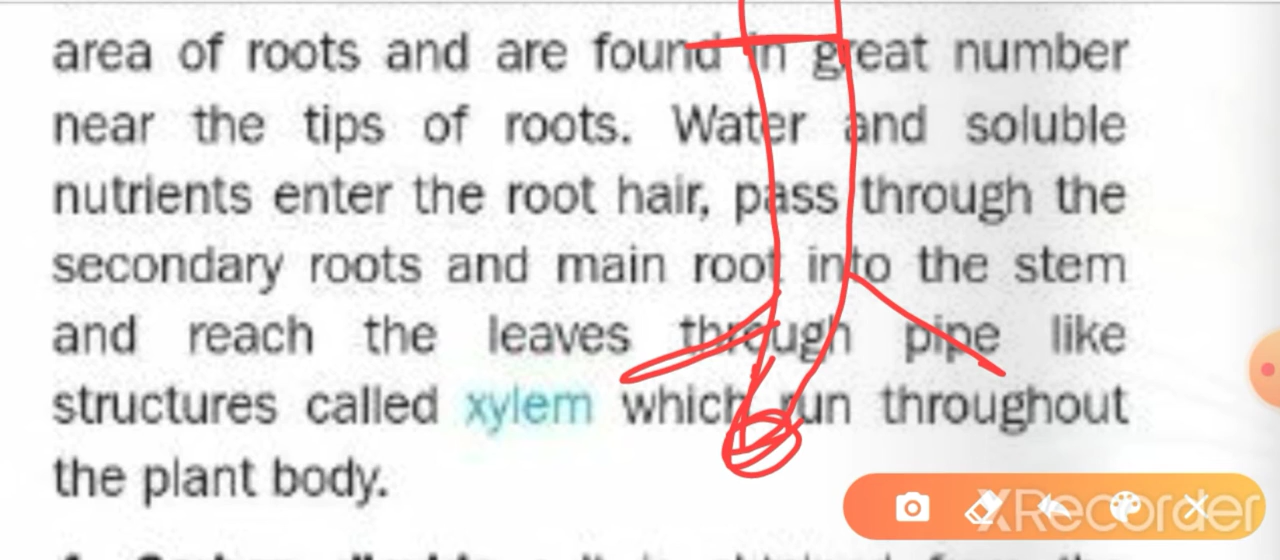 area of roots and are found in great number
near the tips of roots. Water and soluble
nutrients enter the root hair, pass through the
secondary roots and main root into the stem
and reach the leaves through pipe like
structures called xylem which run throughout
the plant body.
XRecorder